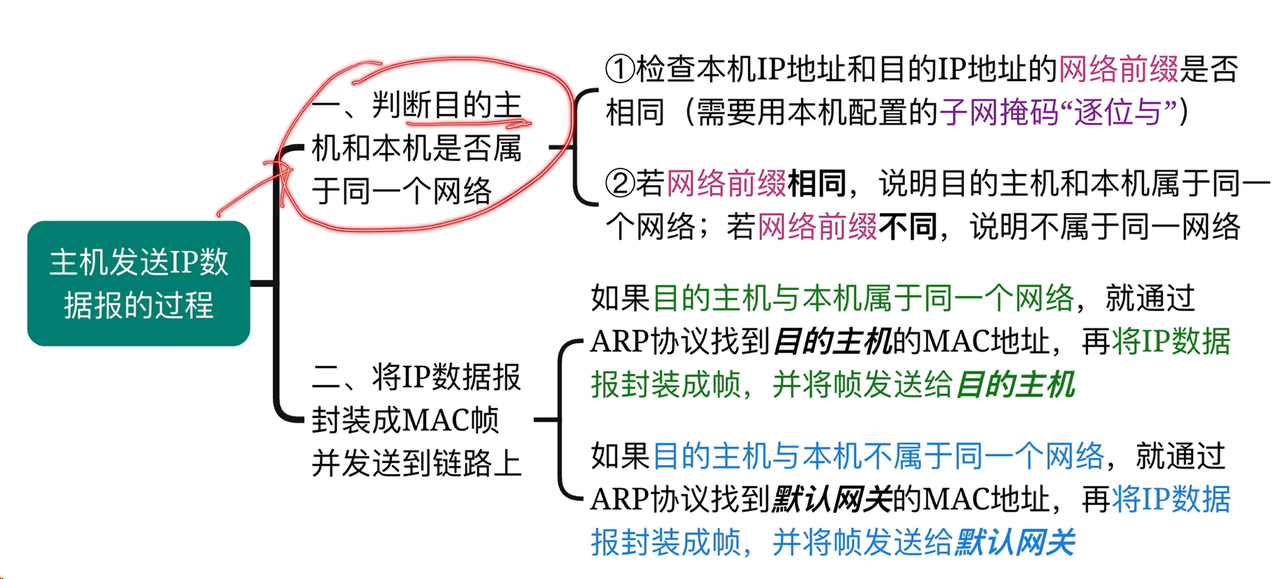 主机发送IP数
据报的过程
一、判断目的主
机和本机是否属
于同一个网络
①检查本机IP地址和目的IP地址的网络前缀是否
相同（需要用本机配置的子网掩码“逐位与”）
②若网络前缀相同，说明目的主机和本机属于同一
个网络；若网络前缀不同，说明不属于同一网络
二、将IP数据报
封装成MAC帧
并发送到链路上
如果目的主机与本机属于同一个网络，就通过
ARP协议找到目的主机的MAC地址，再将IP数据
报封装成帧，并将帧发送给目的主机
如果目的主机与本机不属于同一个网络，就通过
ARP协议找到默认网关的MAC地址，再将IP数据
报封装成帧，并将帧发送给默认网关